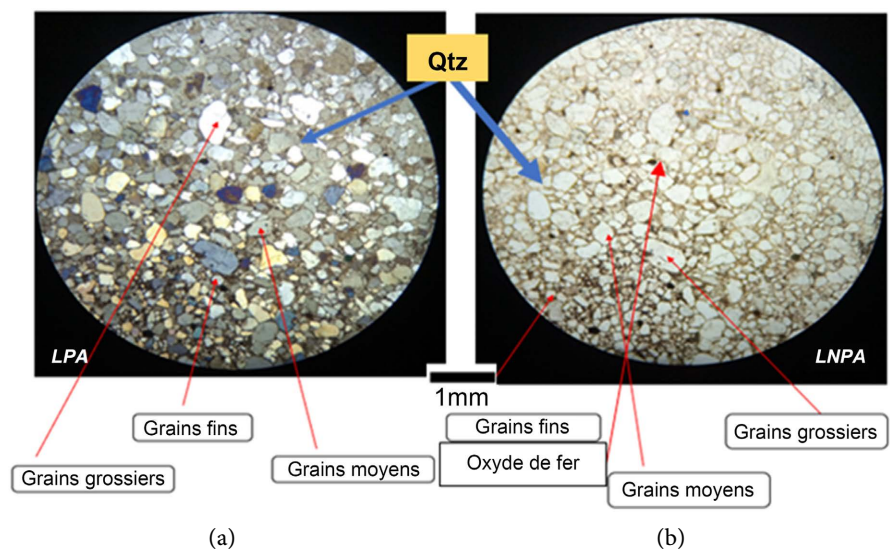 Qtz
LPA
LNPA
1mm
Grains fins
Grains grossiers
Grains moyens
Grains fins
Oxyde de fer
Grains moyens
Grains grossiers
(a)
(b)